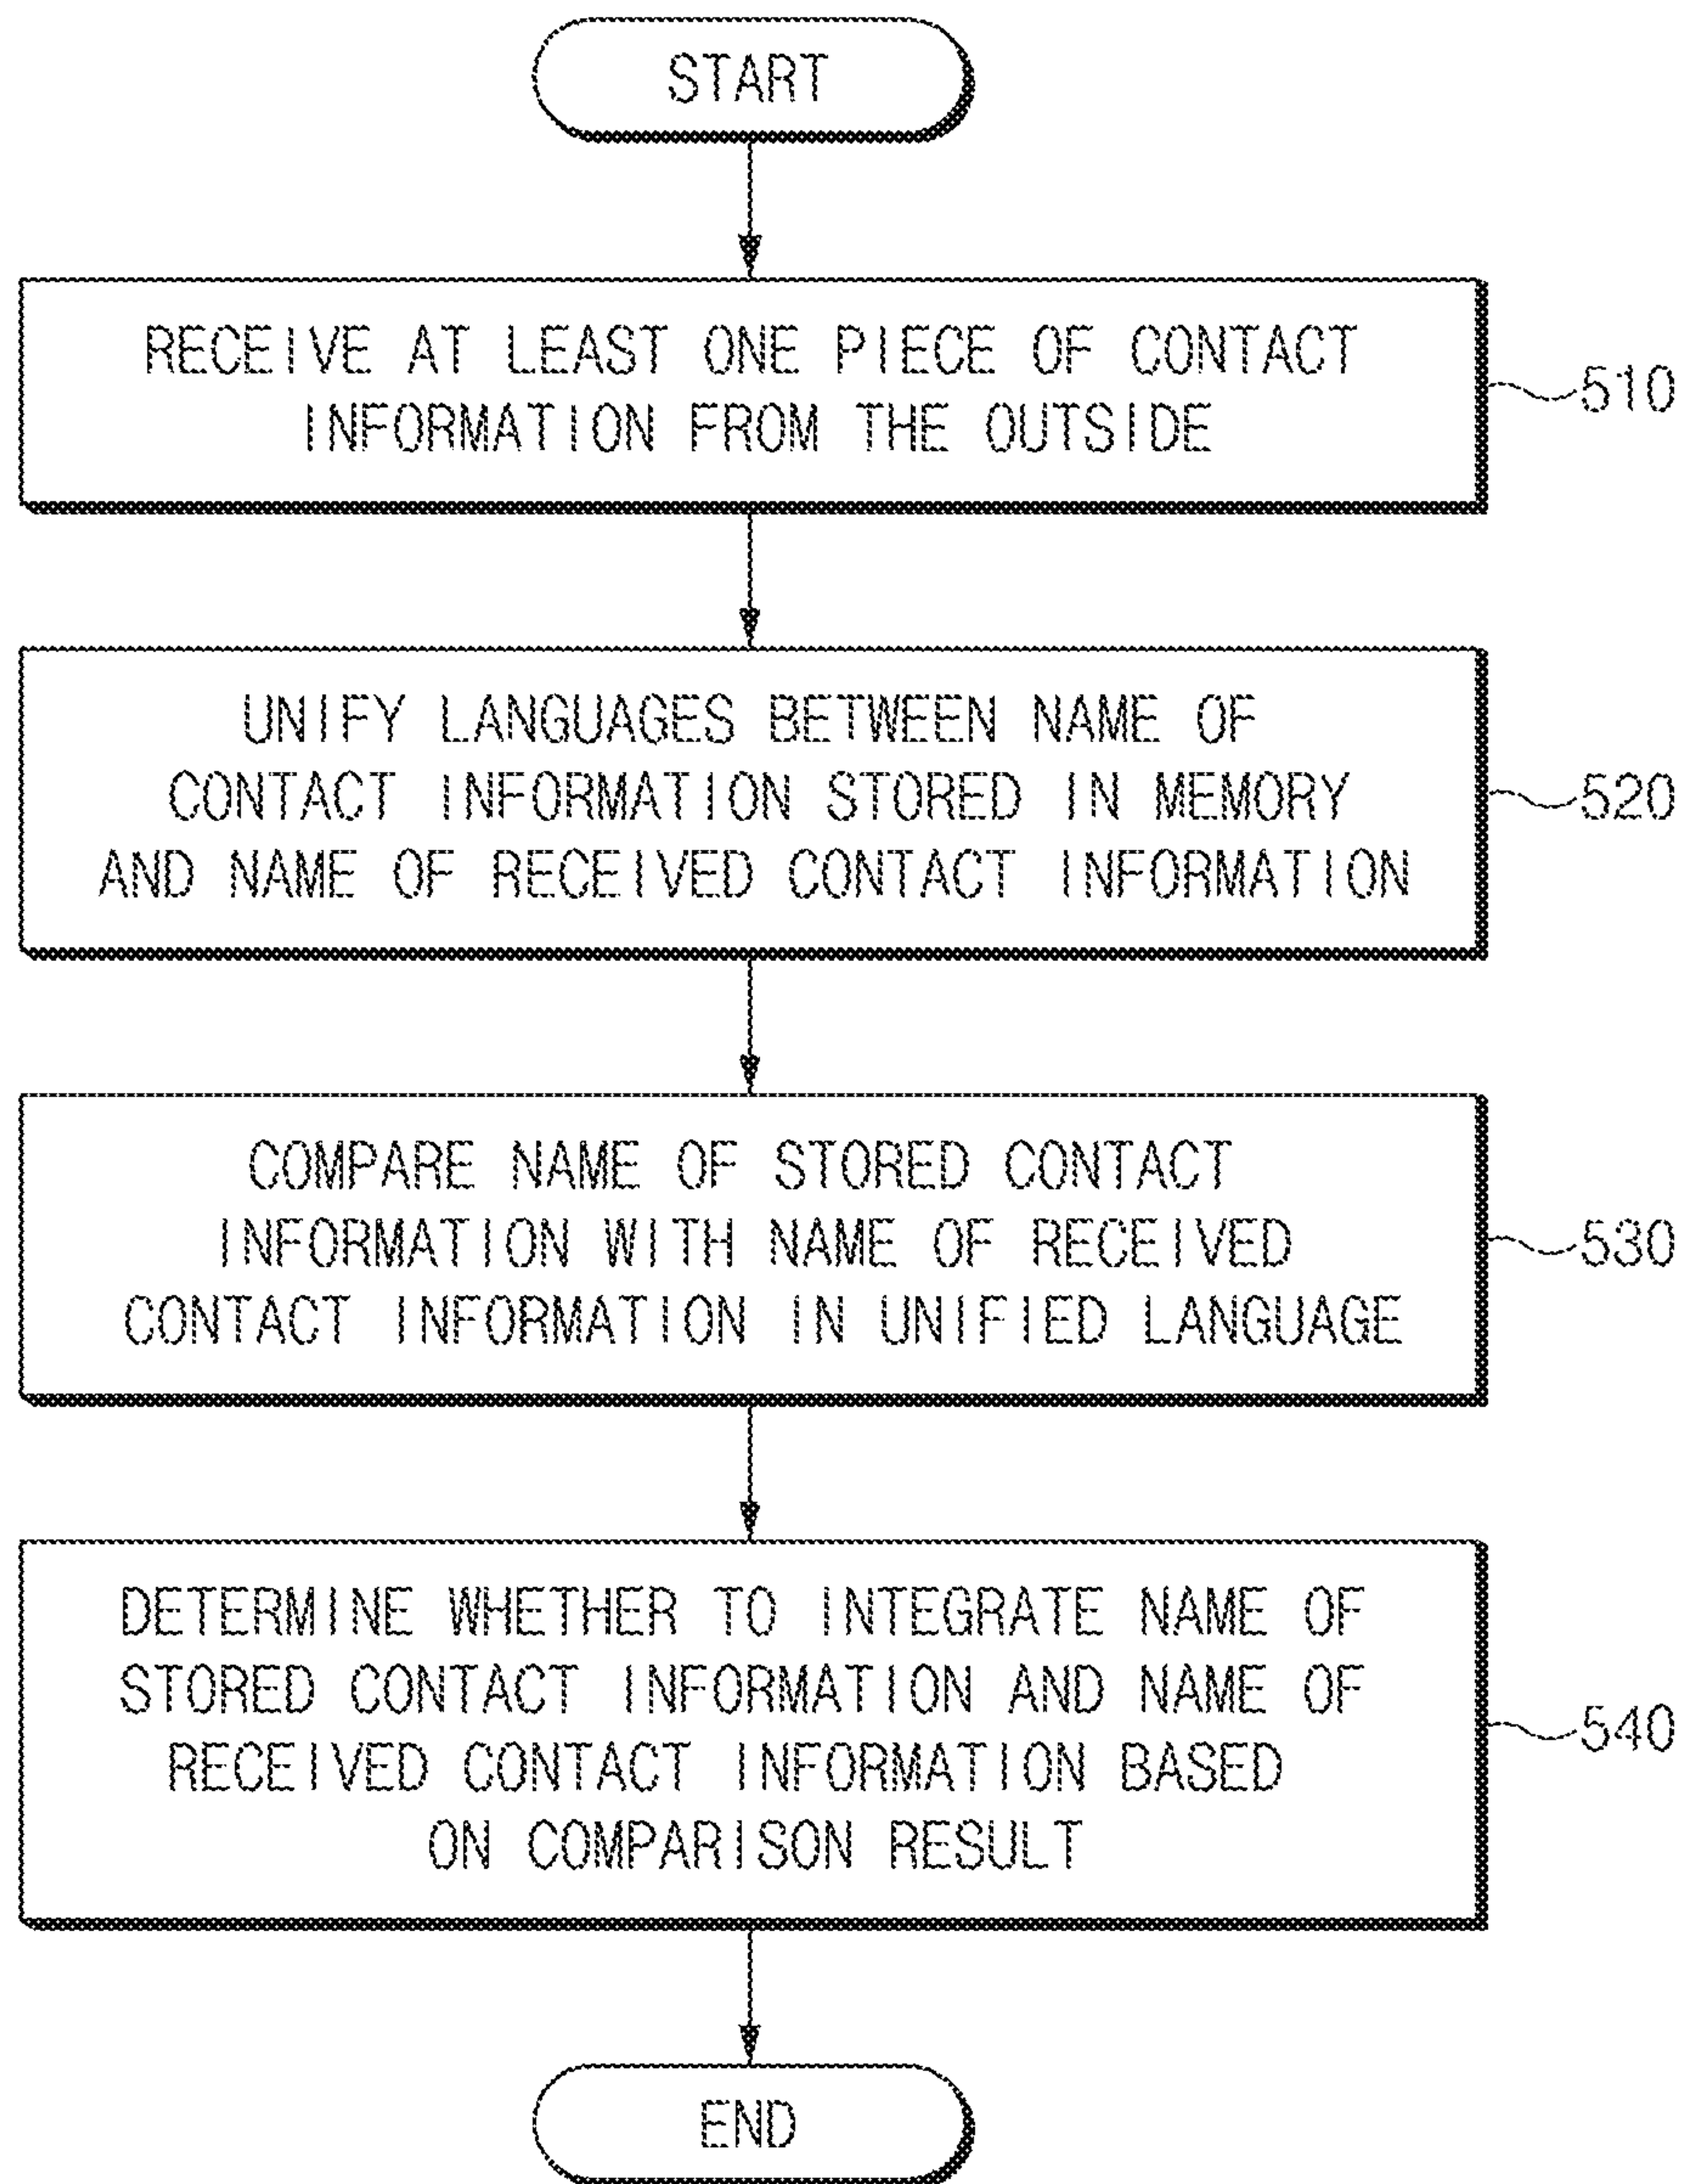 START
RECEIVE AT LEAST ONE PIECE OF CONTACT
INFORMATION FROM THE OUTSIDE
510
UNIFY LANGUAGES BETWEEN NAME OF
CONTACT INFORMATION STORED IN MEMORY
AND NAME OF RECEIVED CONTACT INFORMATION
520
COMPARE NAME OF STORED CONTACT
INFORMATION WITH NAME OF RECEIVED
CONTACT INFORMATION IN UNIFIED LANGUAGE
530
DETERMINE WHETHER TO INTEGRATE NAME OF
STORED CONTACT INFORMATION AND NAME OF
RECEIVED CONTACT INFORMATION BASED
ON COMPARISON RESULT
540
END